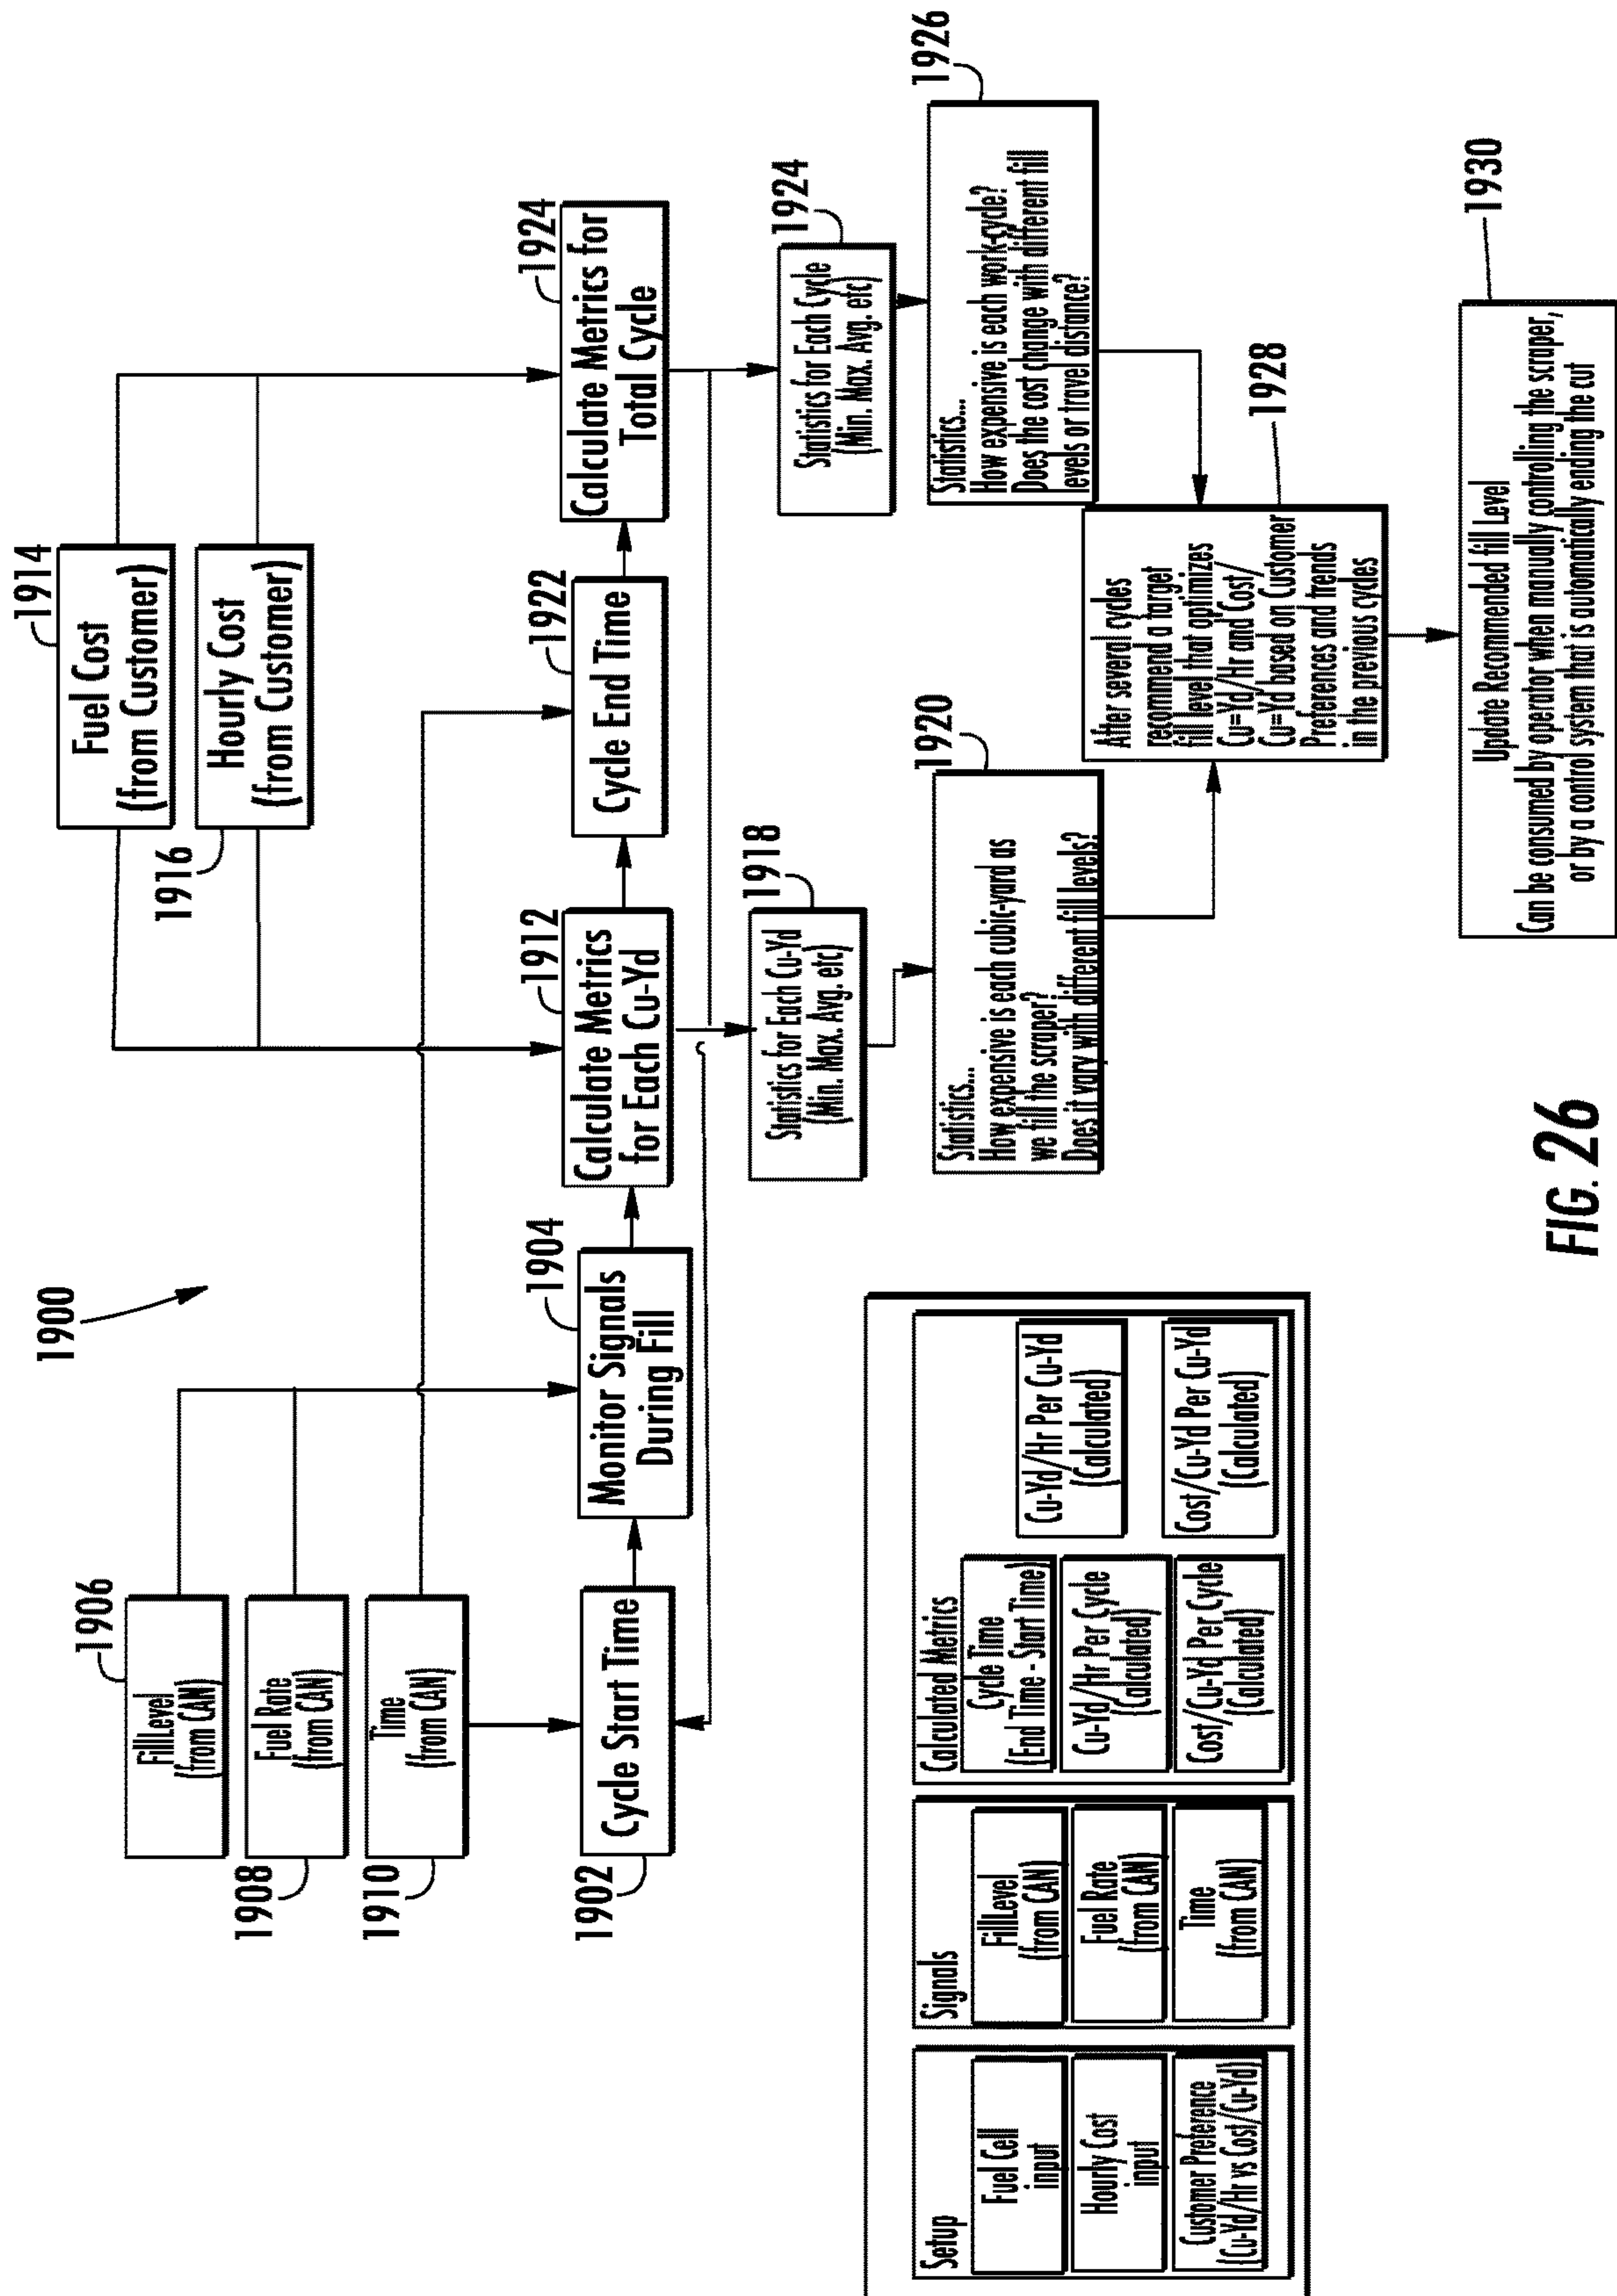 1900
1906
FillLevel
(from CAN)
1908
Fuel Rate
(from CAN)
1910
Time
(from CAN)
1914
Fuel Cost
(from Customer)
1916
Hourly Cost
(from Customer)
1902
Cycle Start Time
1904
Monitor Signals
During Fill
1912
Calculate Metrics
for Each Cu-Yd
1922
Cycle End Time
1924
Calculate Metrics for
Total Cycle
1918
Statistics for Each Cu-Yd
(Min. Max. Avg. etc)
1924
Statistics for Each Cycle
(Min. Max. Avg. etc)
1920
Statistics...
How expensive is each cubic-yard as
we fill the scraper?
Does it vary with different fill levels?
1926
Statistics...
How expensive is each work-cycle?
Does the cost change with different fill
levels or travel distance?
1928
After several cycles
recommend a target
fill level that optimizes
Cu=Yd/Hr and Cost/
Cu=Yd based on Customer
Preferences and trends
in the previous cycles
1930
Update Recommended fill Level
Can be consumed by operator when manually controlling the scraper,
or by a control system that is automatically ending the cut
Setup
Fuel Cell
input
Hourly Cost
input
Customer Preference
(Cu-Yd/Hr vs Cost/Cu-Yd)
Signals
FillLevel
(from CAN)
Fuel Rate
(from CAN)
Time
(from CAN)
Calculated Metrics
Cycle Time
(End Time - Start Time)
Cu-Yd/Hr Per Cycle
(Calculated)
Cost/Cu-Yd Per Cycle
(Calculated)
Cu-Yd/Hr Per Cu-Yd
(Calculated)
Cost/Cu-Yd Per Cu-Yd
(Calculated)
FIG. 26